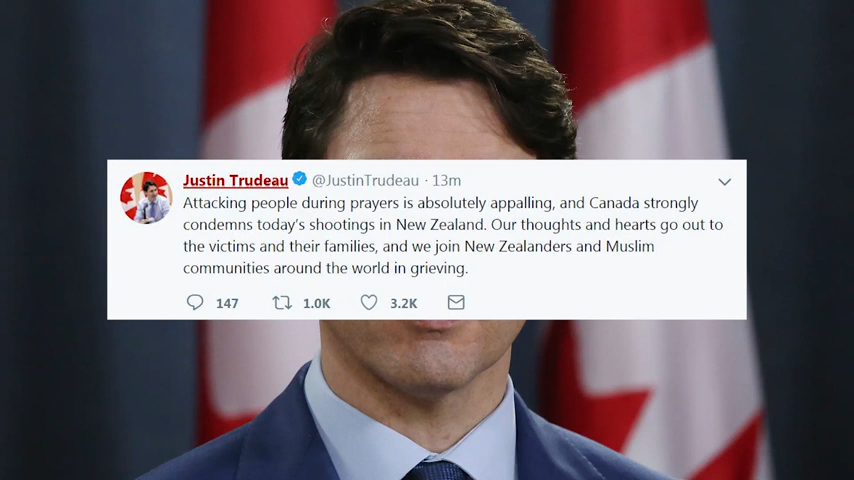 Justin Trudeau @JustinTrudeau · 13m
Attacking people during prayers is absolutely appalling, and Canada strongly
condemns today's shootings in New Zealand. Our thoughts and hearts go out to
the victims and their families, and we join New Zealanders and Muslim
communities around the world in grieving.
147 1.0K 3.2K